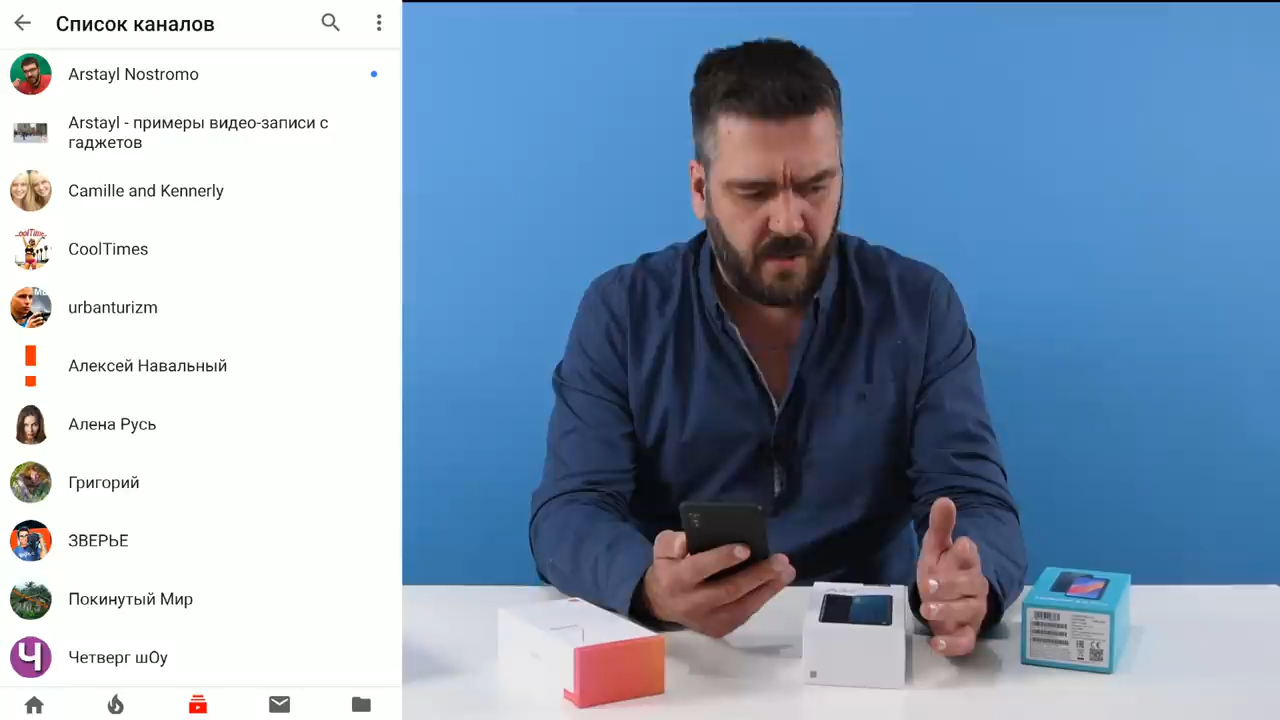 Список каналов
Arstayl Nostromo
Arstayl - примеры видео-записи с
гаджетов
Camille and Kennerly
CoolTimes
urbanturizm
Алексей Навальный
Алена Русь
Григорий
ЗВЕРЬЕ
Покинутый Мир
Ч
Четверг шОу